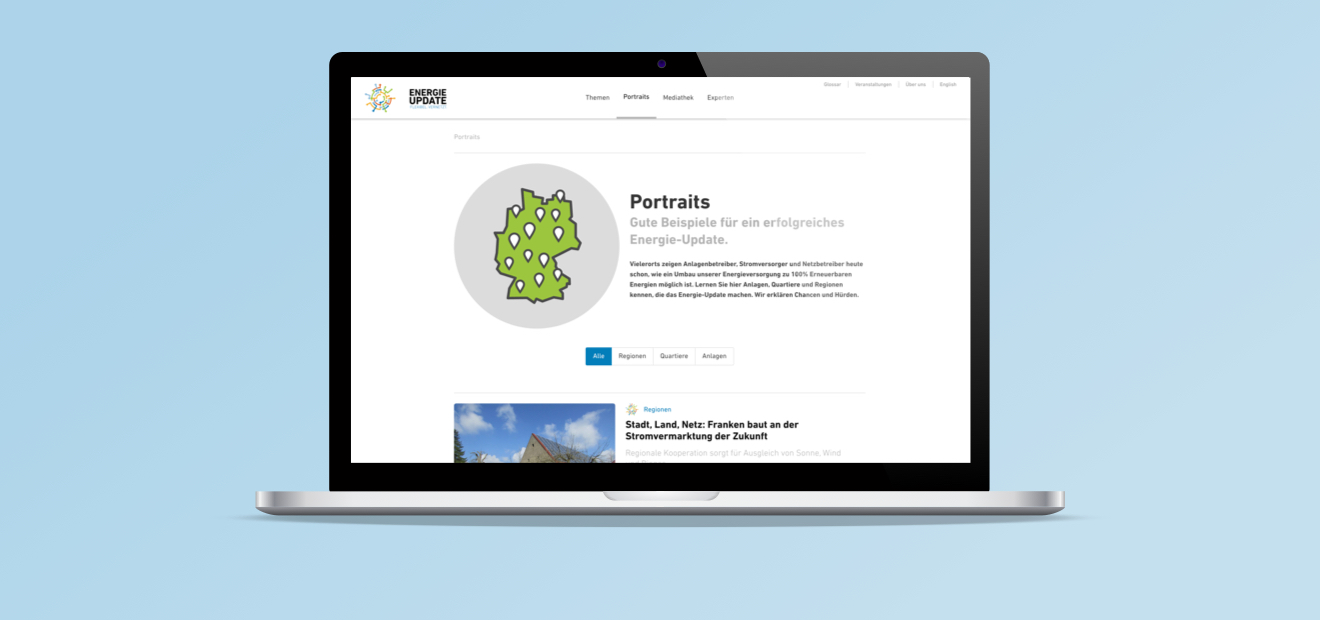 ENERGIE
UPDATE
Glossar
Veranstaltungen
Über uns
English
Themen
Portraits
Mediathek
Experten
Portraits
Portraits
Gute Beispiele für ein erfolgreiches
Energie-Update.
Vielerorts zeigen Anlagenbetreiber, Stromversorger und Netzbetreiber heute
schon, wie ein Umbau unserer Energieversorgung zu 100% Erneuerbaren
Energien möglich ist. Lernen Sie hier Anlagen, Quartiere und Regionen
kennen, die das Energie-Update machen. Wir erklären Chancen und Hürden.
Alle
Regionen
Quartiere
Anlagen
Regionen
Stadt, Land, Netz: Franken baut an der
Stromvermarktung der Zukunft
Regionale Kooperation sorgt für Ausgleich von Sonne, Wind